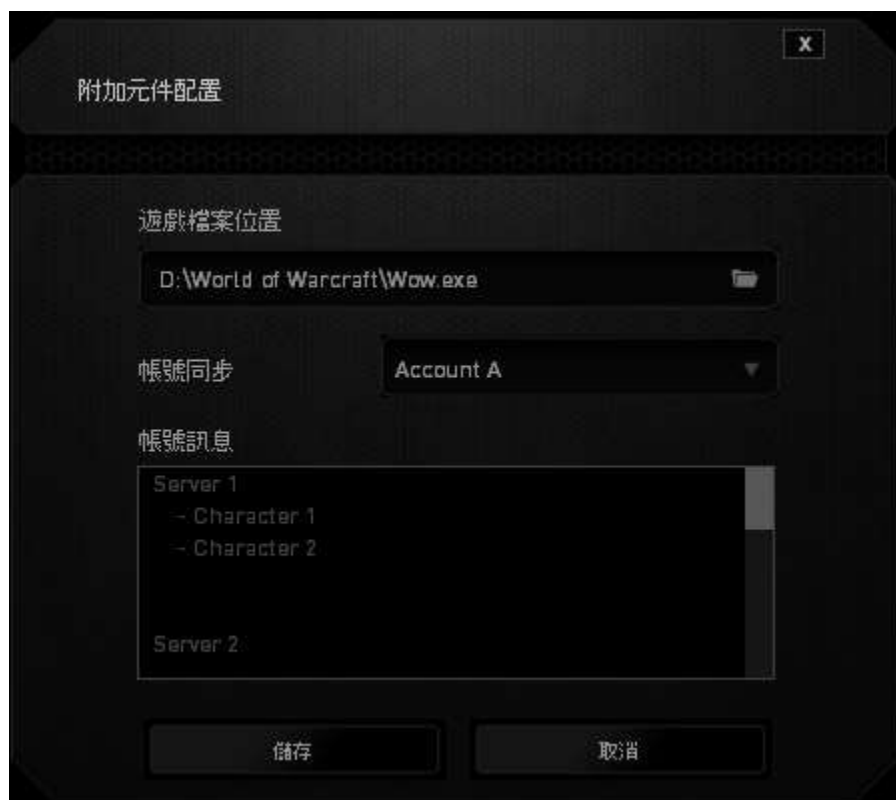 X
附加元件配置
遊戲檔案位置
D:\World of Warcraft\Wow.exe
帳號同步
Account A
帳號訊息
Server 1
- Character 1
- Character 2
Server 2
儲存
取消